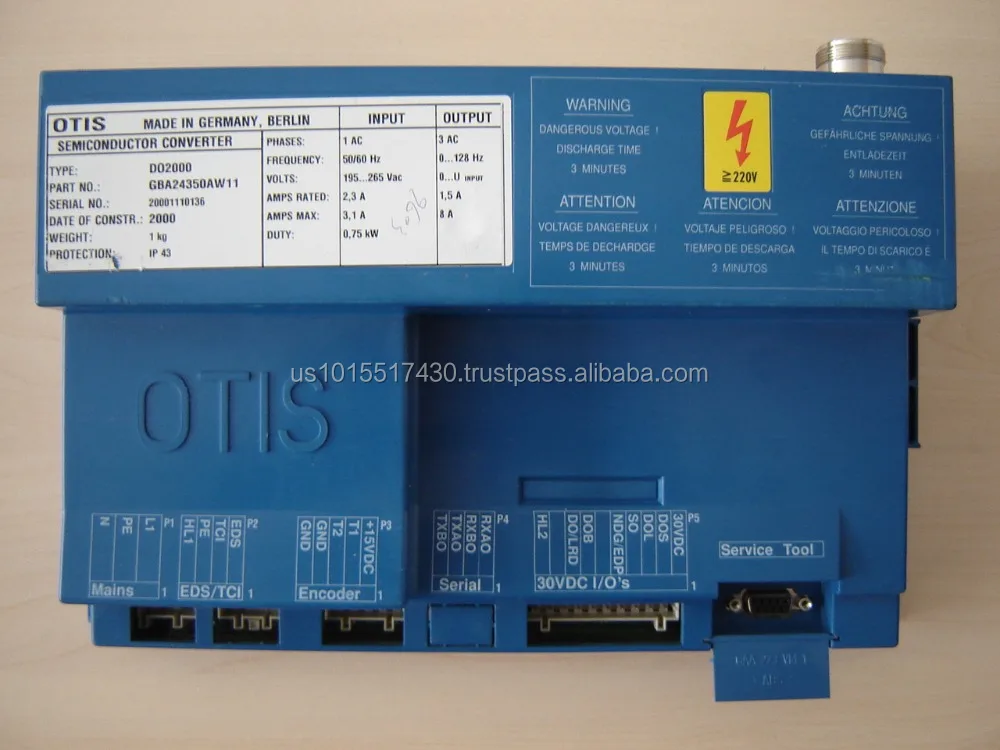 OTIS MADE IN GERMANY, BERLIN INPUT OUTPUT
SEMICONDUCTOR CONVERTER
PHASES: 1 AC 3 AC
TYPE: DO2000
FREQUENCY: 50/60 Hz 0...128 Hz
PART NO.: GBA24350AW11
VOLTS: 195..265 Vac 0...U INPUT
SERIAL NO.: 20001110136
AMPS RATED: 2,3 A 1,5 A
DATE OF CONSTR.: 2000
AMPS MAX: 3,1 A 8 A
WEIGHT: 1 kg
DUTY: 0,75 kW
PROTECTION: IP 43
4096
WARNING
DANGEROUS VOLTAGE !
DISCHARGE TIME
3 MINUTES
≧220V
ACHTUNG
GEFÄHRLICHE SPANNUNG !
ENTLADEZEIT
3 MINUTEN
ATTENTION
VOLTAGE DANGEREUX !
TEMPS DE DECHARDGE
3 MINUTES
ATENCION
VOLTAJE PELIGROSO !
TIEMPO DE DESCARGA
3 MINUTOS
ATTENZIONE
VOLTAGGIO PERICOLOSO !
IL TEMPO DI SCARICO E
3 MINUT
us1015517430.trustpass.alibaba.com
OTIS
N
PE
L1
P1
Mains 1
HL1
PE
TCI
EDS
P2
EDS/TCI 1
GND
GND
T2
T1
+15VDC
P3
Encoder 1
TXBO
TXAO
RXBO
RXAO
P4
Serial 1
HL2
DO/LRD
DOB
NDG/EDP
SO
DOL
DOS
30VDC
P5
30VDC I/O's 1
Service Tool